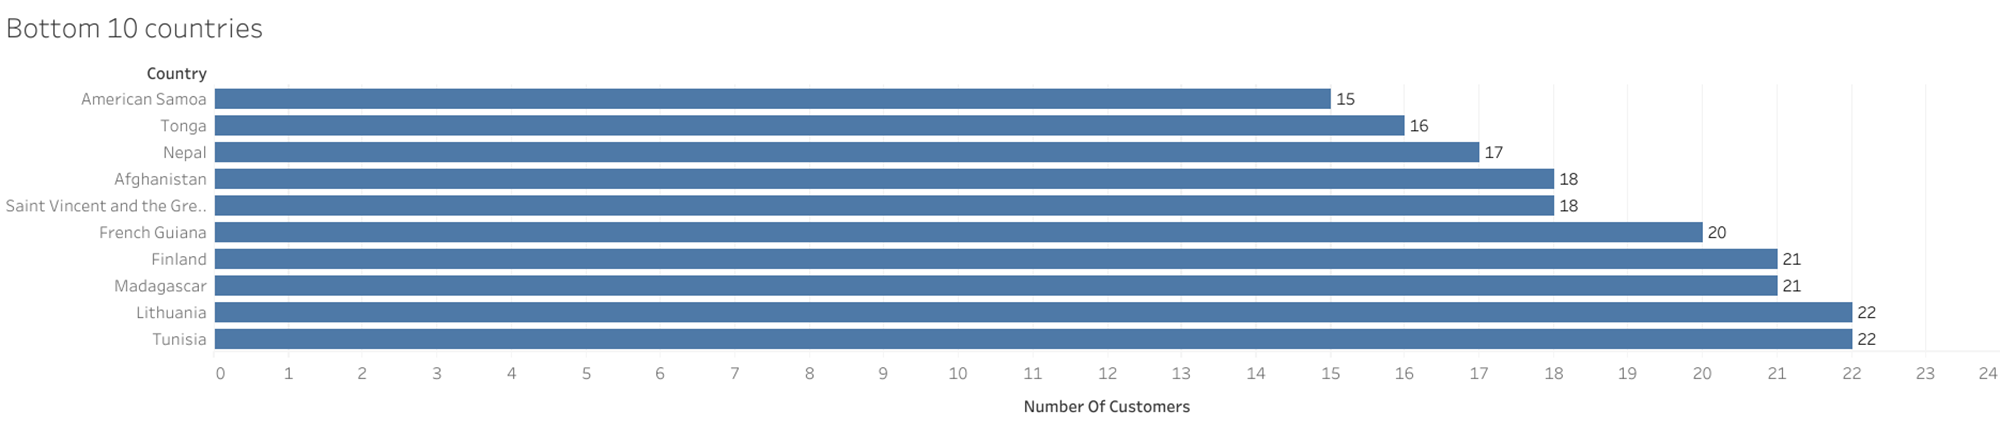 Bottom 10 countries
Country
American Samoa 15
Tonga 16
Nepal 17
Afghanistan 18
Saint Vincent and the Gre.. 18
French Guiana 20
Finland 21
Madagascar 21
Lithuania 22
Tunisia 22
0 1 2 3 4 5 6 7 8 9 10 11 12 13 14 15 16 17 18 19 20 21 22 23 24
Number Of Customers